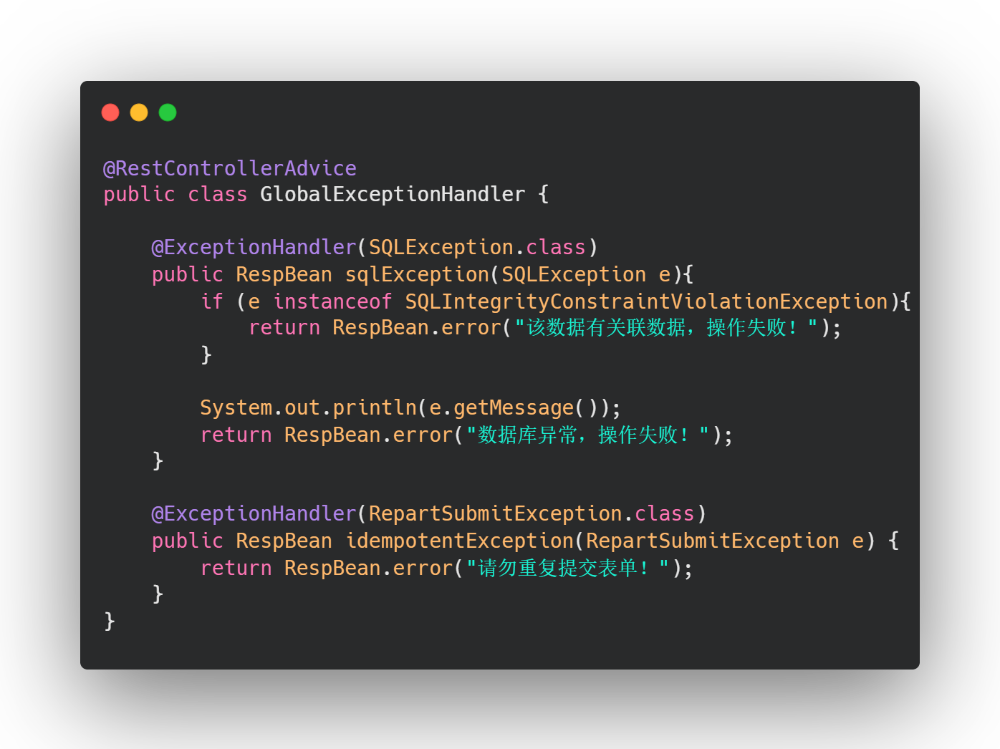 @RestControllerAdvice
public class GlobalExceptionHandler {
@ExceptionHandler(SQLException.class)
public RespBean sqlException(SQLException e){
if (e instanceof SQLIntegrityConstraintViolationException){
return RespBean.error("该数据有关联数据，操作失败！");
}
System.out.println(e.getMessage());
return RespBean.error("数据库异常，操作失败！");
}
@ExceptionHandler(RepartSubmitException.class)
public RespBean idempotentException(RepartSubmitException e) {
return RespBean.error("请勿重复提交表单！");
}
}